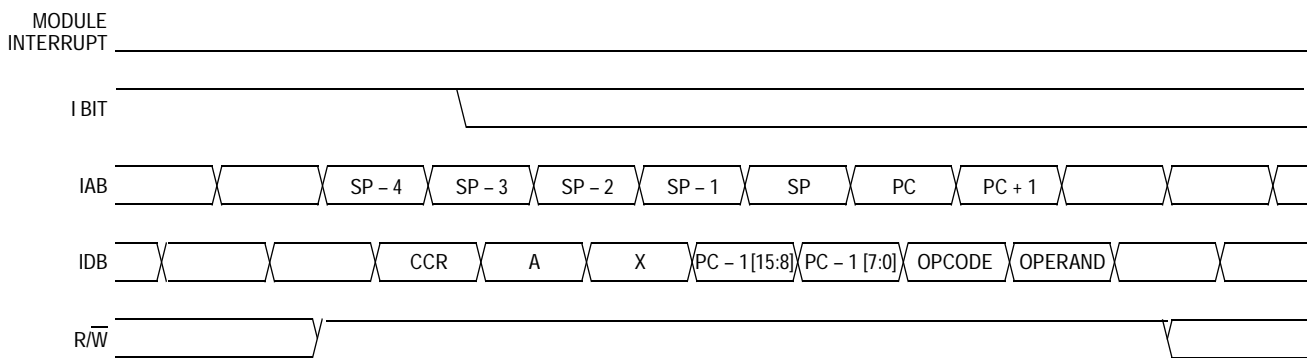 MODULE
INTERRUPT
I BIT
IAB SP – 4 SP – 3 SP – 2 SP – 1 SP PC PC + 1
IDB CCR A X PC – 1 [15:8] PC – 1 [7:0] OPCODE OPERAND
R/W̅